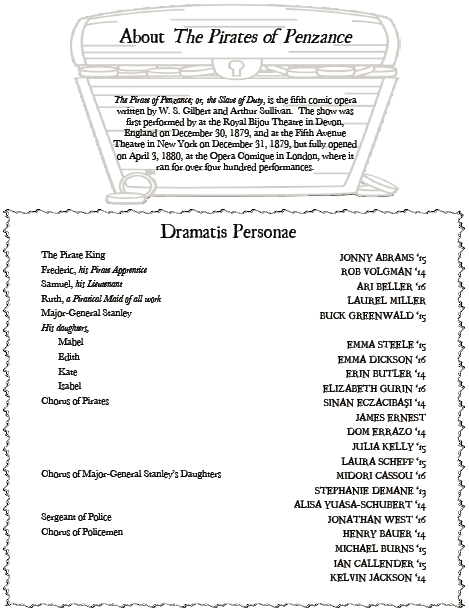 About The Pirates of Penzance
The Pirate of Penzance; or, the Slave of Duty, is the fifth comic opera
written by W. S. Gilbert and Arthur Sullivan. The show was
first performed by at the Royal Bijou Theatre in Devon,
England on December 30, 1879, and at the Fifth Avenue
Theatre in New York on December 31, 1879, but fully opened
on April 3, 1880, at the Opera Comique in London, where it
ran for over four hundred performances.
Dramatis Personae
The Pirate King JONNY ABRAMS ‘15
Frederic, his Pirate Apprentice ROB VOLGMAN ‘14
Samuel, his Lieutenant ARI BELLER ‘16
Ruth, a Piratical Maid of all work LAUREL MILLER
Major-General Stanley BUCK GREENWALD ‘15
His daughters,
Mabel EMMA STEELE ‘15
Edith EMMA DICKSON ‘16
Kate ERIN BUTLER ‘14
Isabel ELIZABETH GURIN ‘16
Chorus of Pirates SINAN ECZACIBAŞI ‘14
JAMES ERNEST
DOM ERRAZO ‘14
JULIA KELLY ‘15
LAURA SCHEFF ‘15
Chorus of Major-General Stanley’s Daughters MIDORI CASSOU ‘16
STEPHANIE DEMANE ‘13
ALISA YUASA-SCHUBERT ‘14
Sergeant of Police JONATHAN WEST ‘16
Chorus of Policemen HENRY BAUER ‘14
MICHAEL BURNS ‘15
IAN CALLENDER ‘15
KELVIN JACKSON ‘14